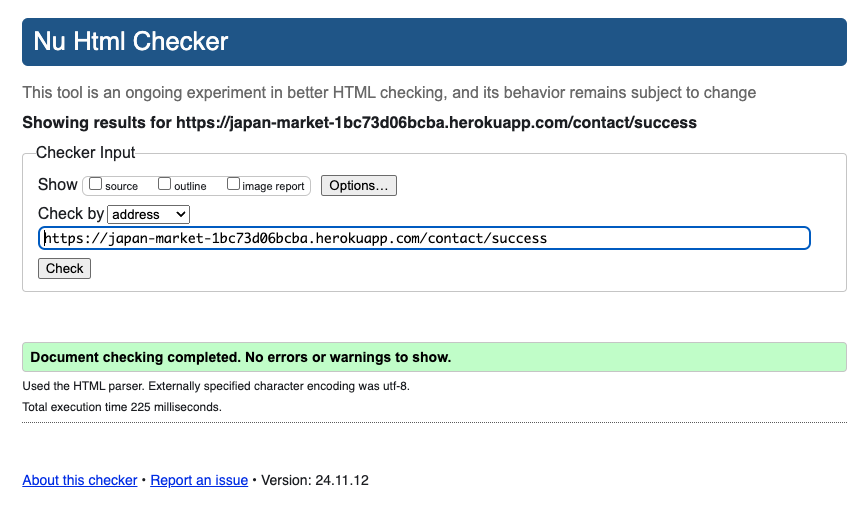 Nu Html Checker
This tool is an ongoing experiment in better HTML checking, and its behavior remains subject to change
Showing results for https://japan-market-1bc73d06bcba.herokuapp.com/contact/success
Checker Input
Show source outline image report Options...
Check by address
https://japan-market-1bc73d06bcba.herokuapp.com/contact/success
Check
Document checking completed. No errors or warnings to show.
Used the HTML parser. Externally specified character encoding was utf-8.
Total execution time 225 milliseconds.
About this checker • Report an issue • Version: 24.11.12